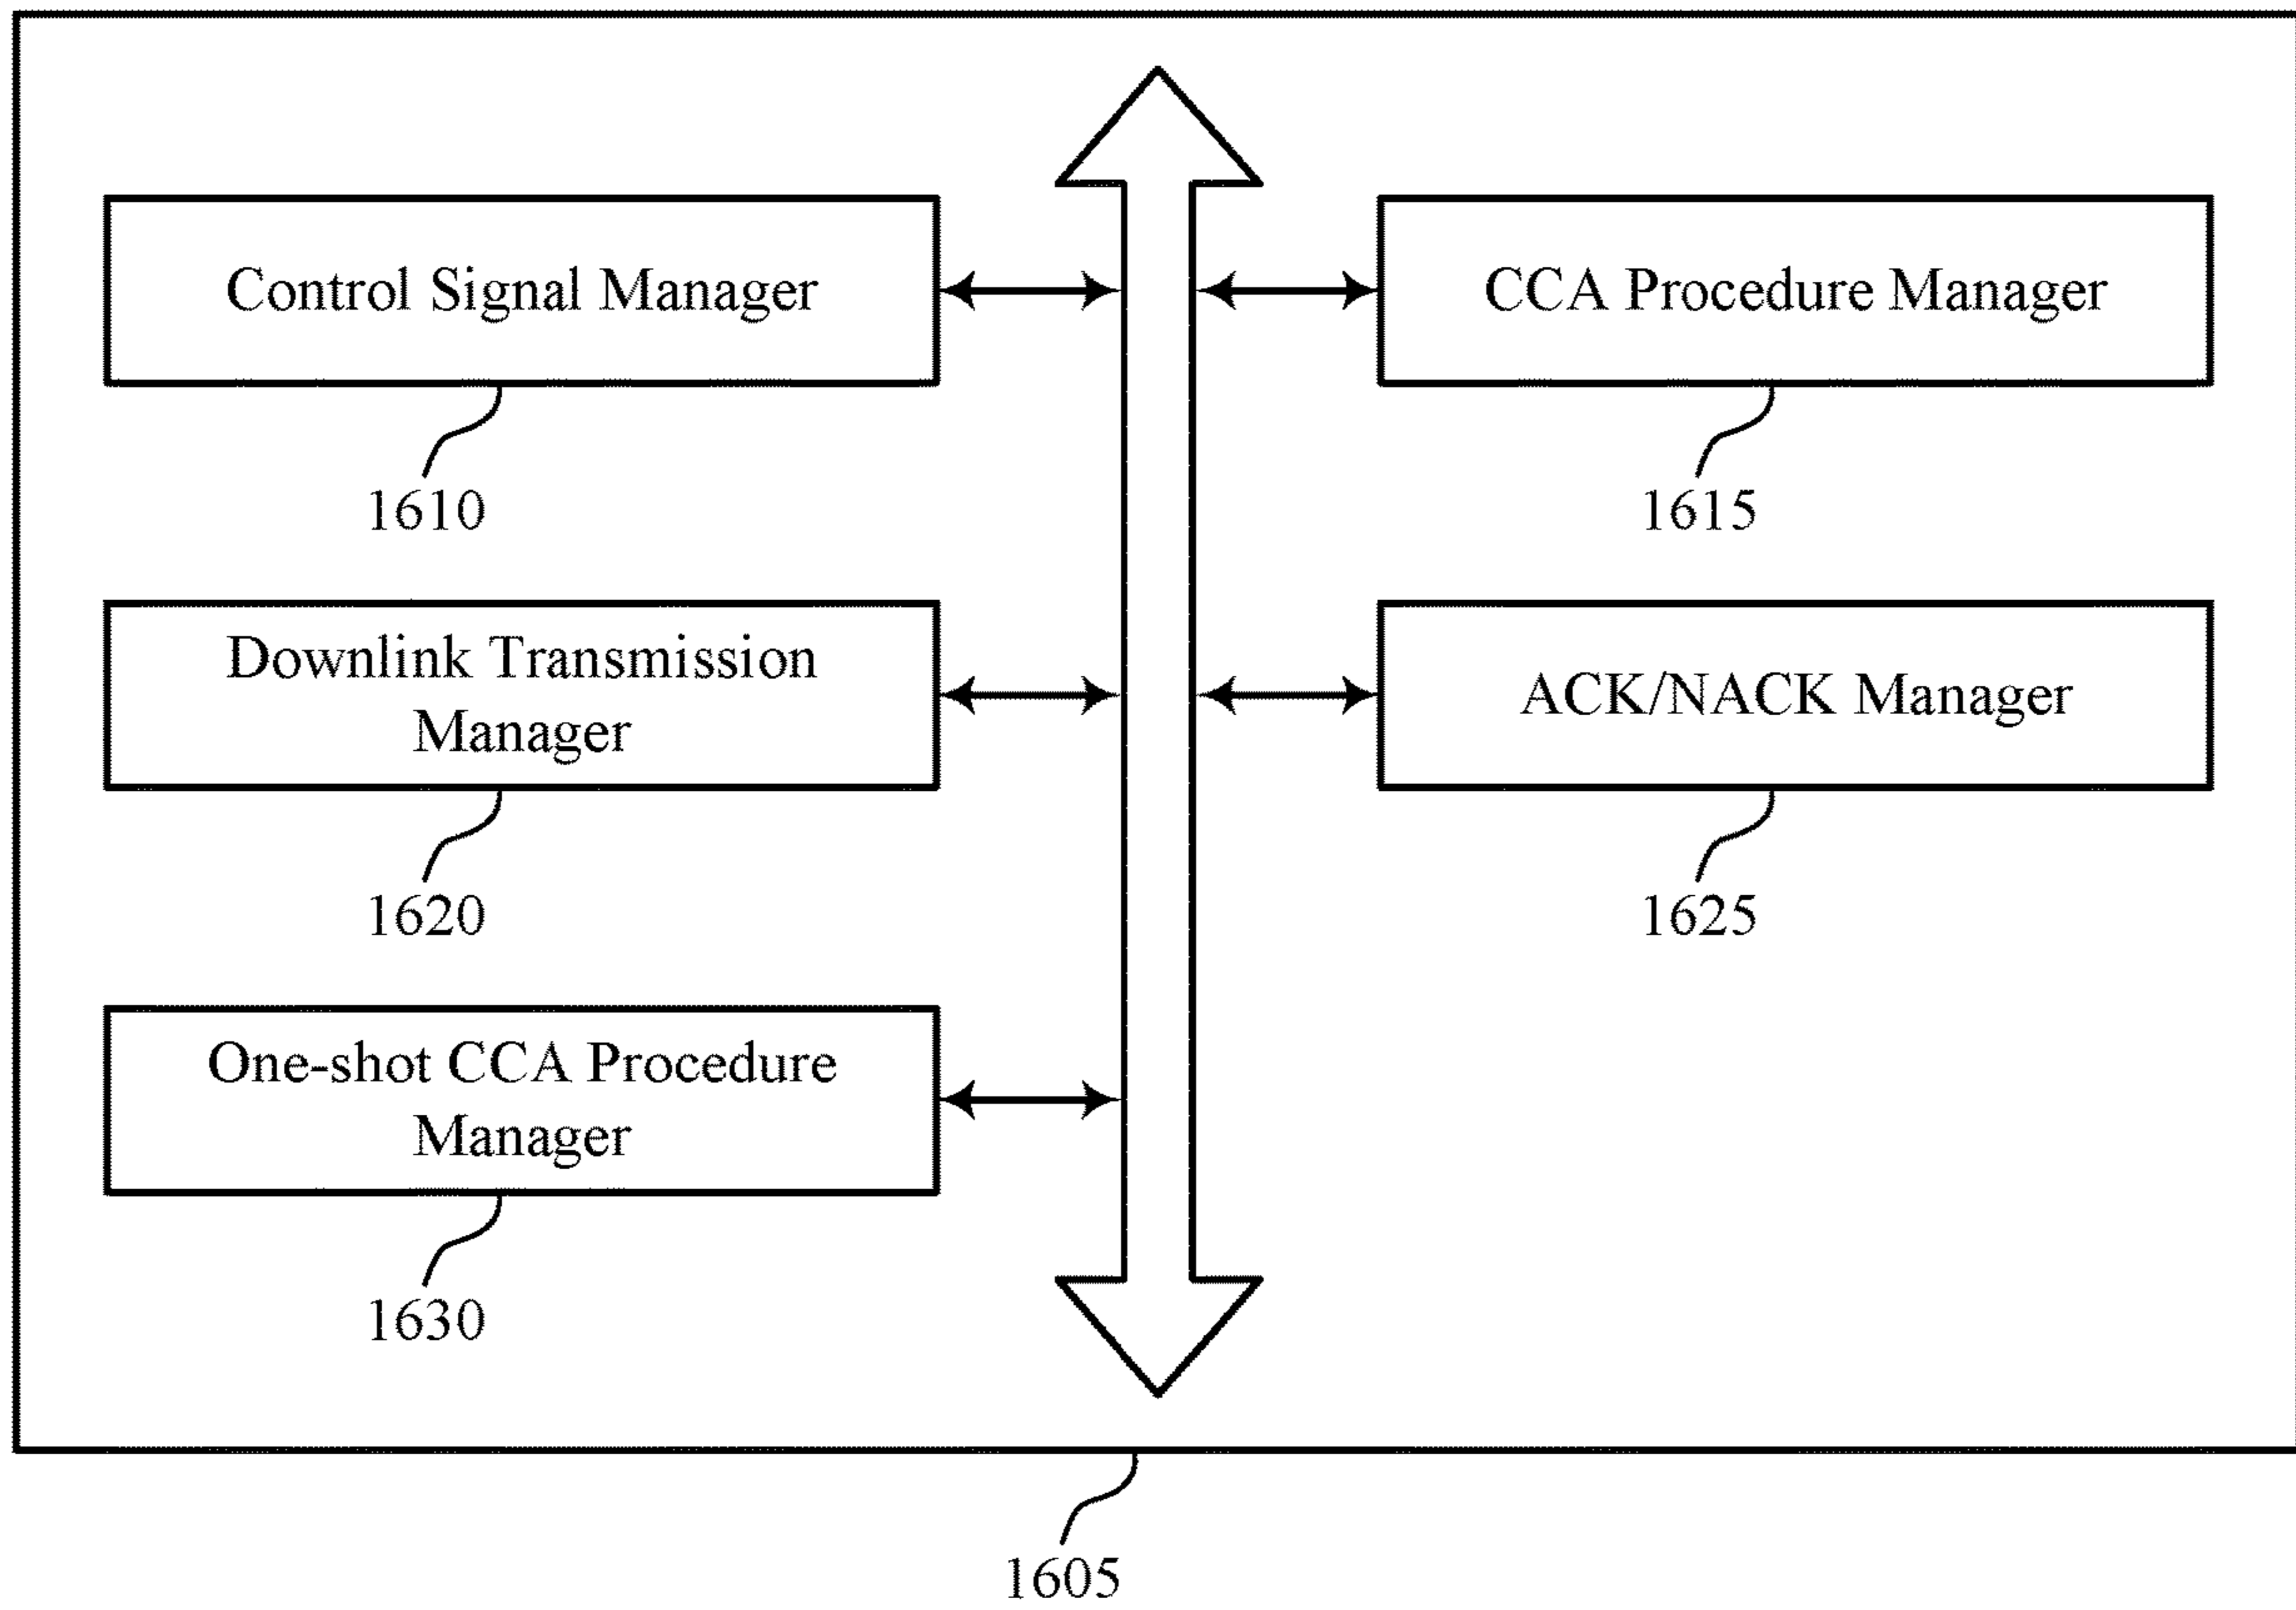 Control Signal Manager
1610
CCA Procedure Manager
1615
Downlink Transmission
Manager
1620
ACK/NACK Manager
1625
One-shot CCA Procedure
Manager
1630
1605